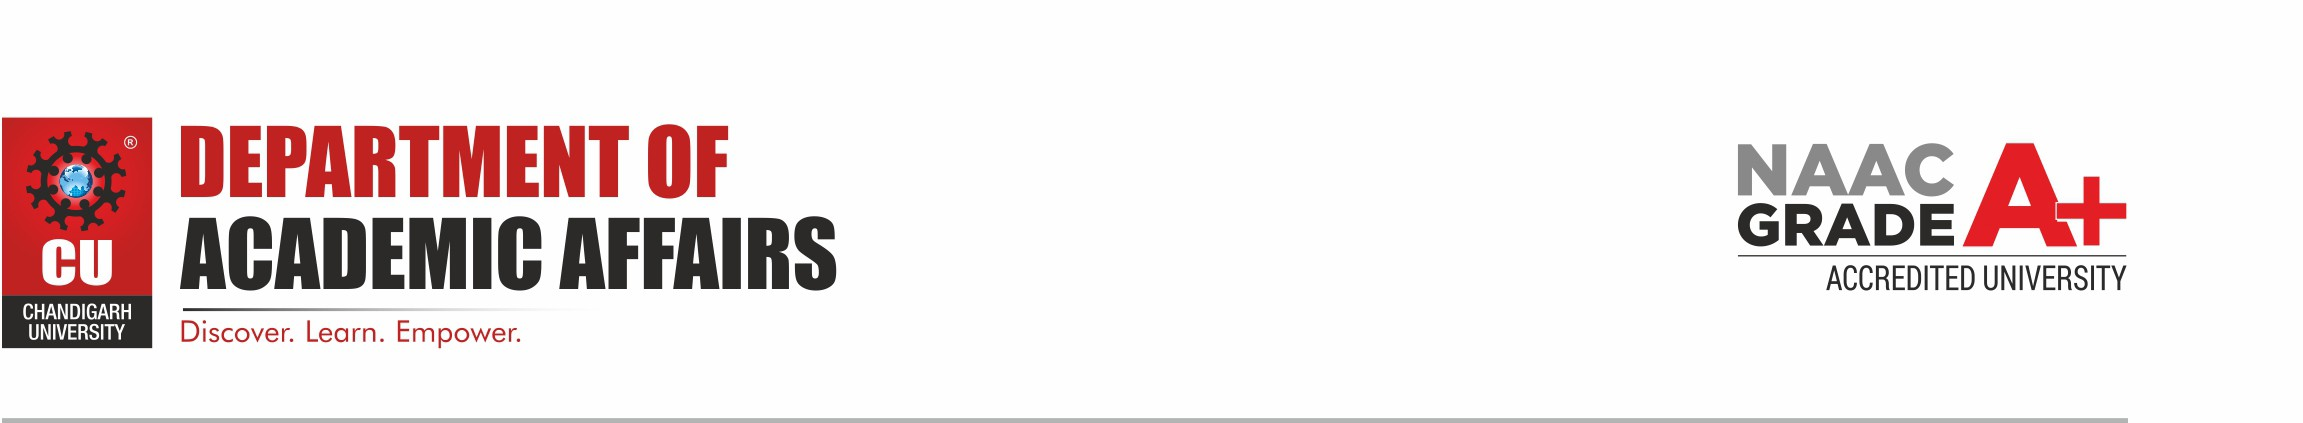 ®
CU
CHANDIGARH
UNIVERSITY
DEPARTMENT OF
ACADEMIC AFFAIRS
Discover. Learn. Empower.
NAAC
GRADE A+
ACCREDITED UNIVERSITY